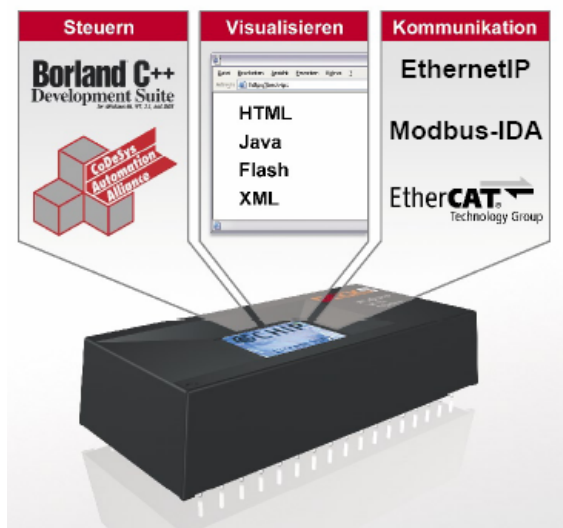 Steuern
Borland C++
Development Suite
CoDeSys
Automation
Alliance
Visualisieren
HTML
Java
Flash
XML
Kommunikation
EthernetIP
Modbus-IDA
EtherCAT®
Technology Group
@CHIP